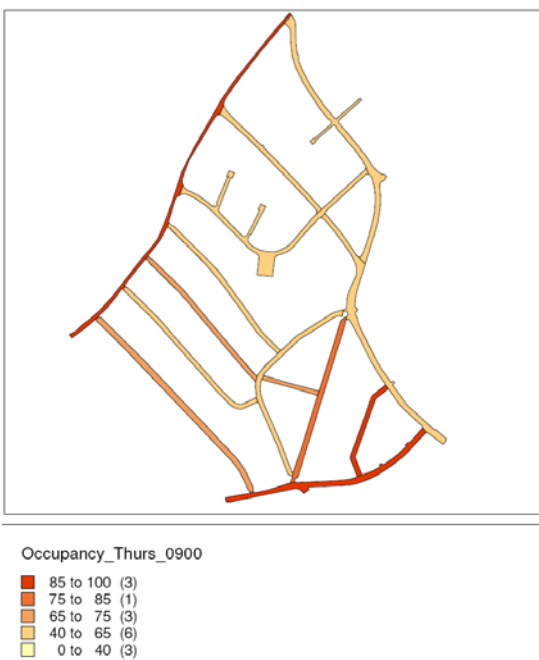 Occupancy_Thurs_0900
85 to 100 (3)
75 to 85 (1)
65 to 75 (3)
40 to 65 (6)
0 to 40 (3)